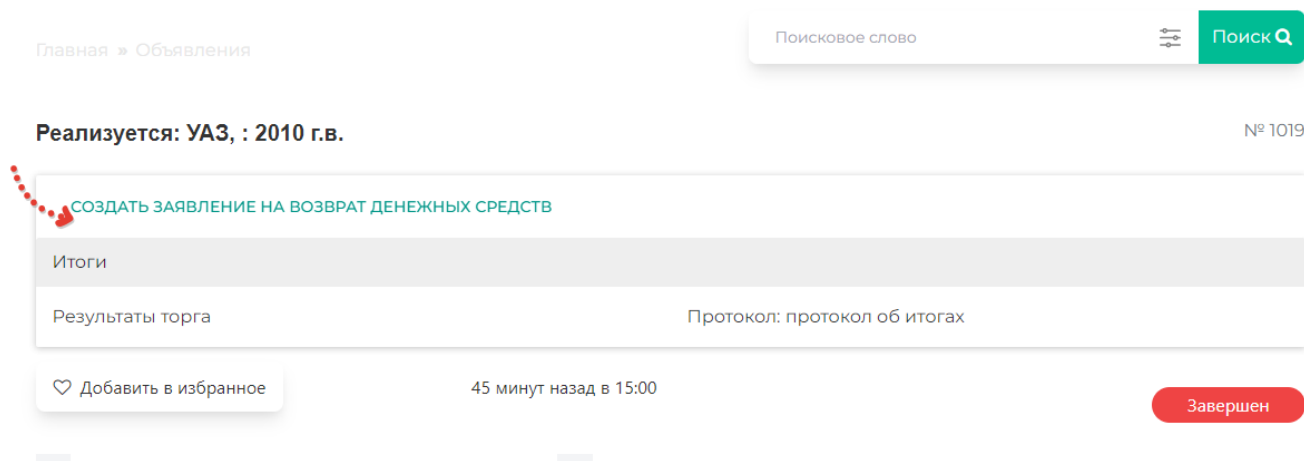 Главная » Объявления
Поисковое слово
Поиск
Реализуется: УАЗ, : 2010 г.в.
№ 1019
СОЗДАТЬ ЗАЯВЛЕНИЕ НА ВОЗВРАТ ДЕНЕЖНЫХ СРЕДСТВ
Итоги
Результаты торга
Протокол: протокол об итогах
Добавить в избранное
45 минут назад в 15:00
Завершен